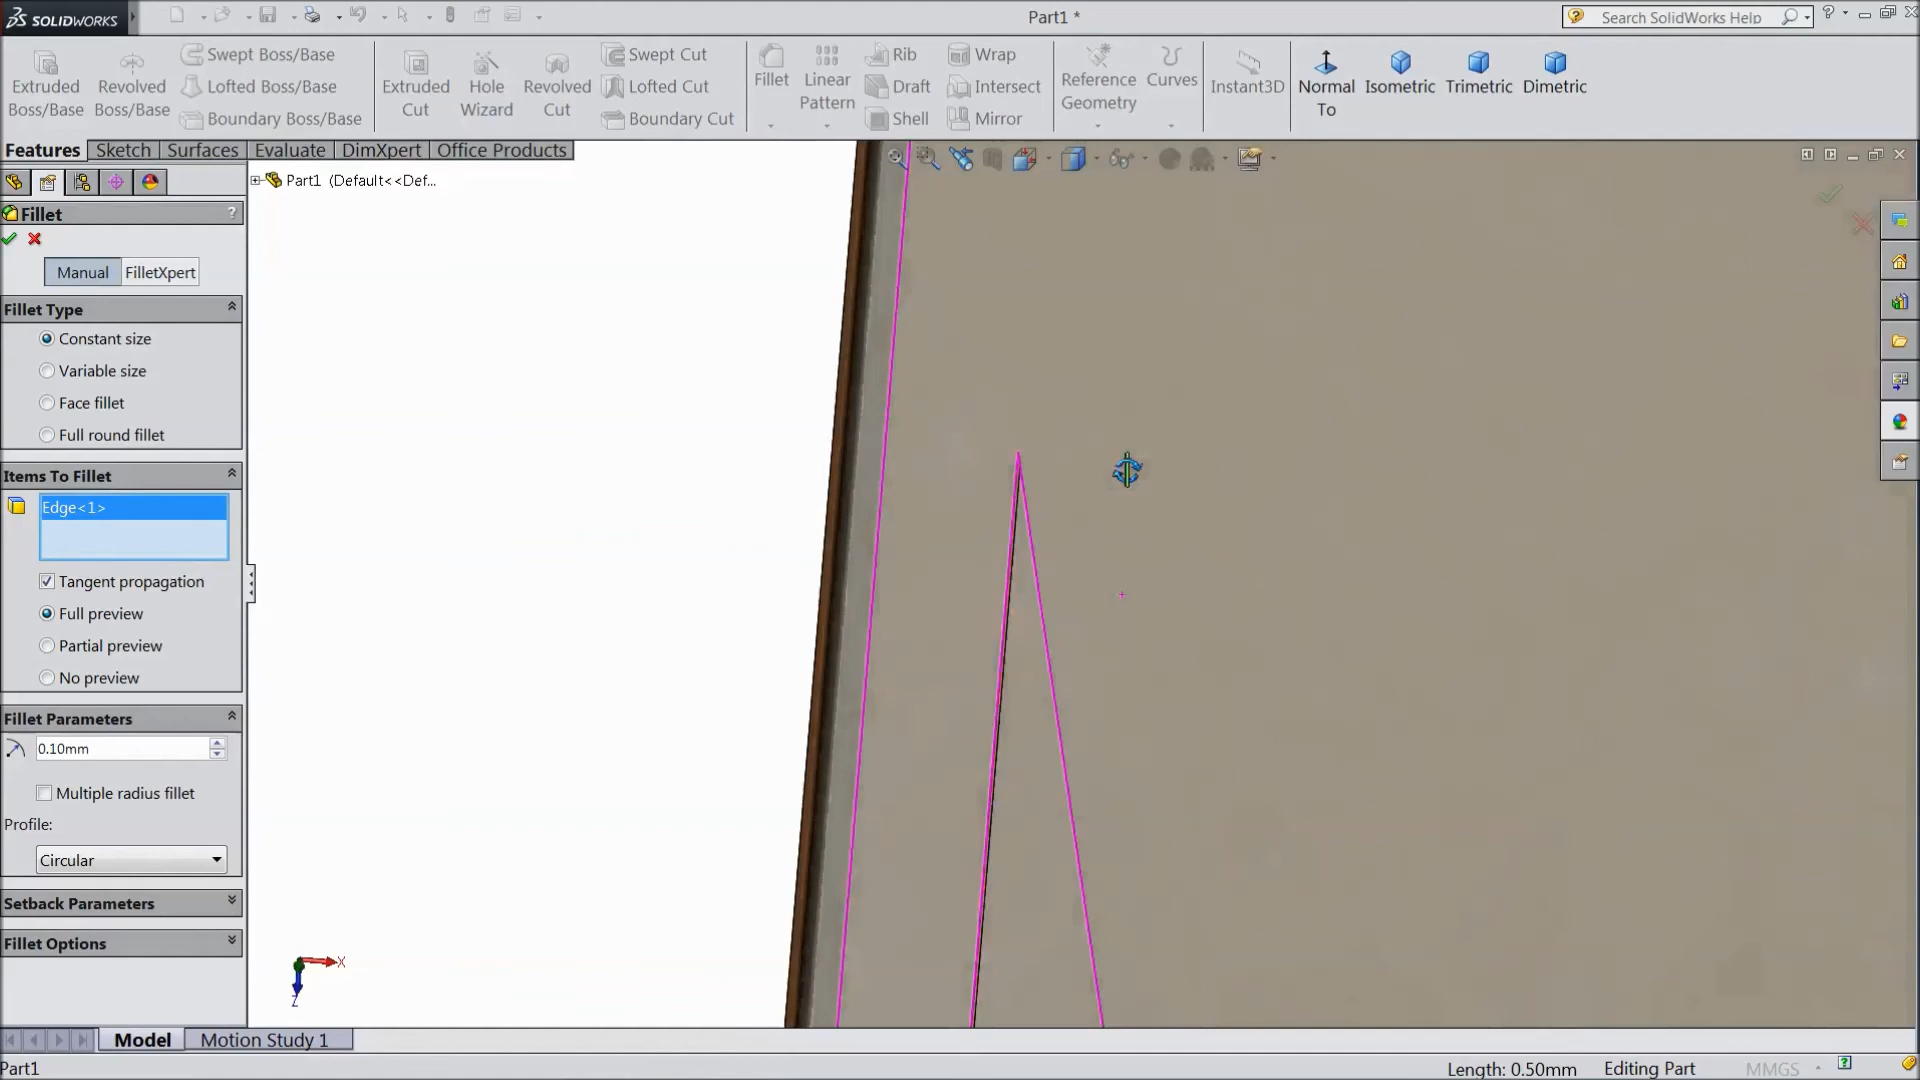 SOLIDWORKS
Part1 *
Search SolidWorks Help
Extruded Boss/Base
Revolved Boss/Base
Swept Boss/Base
Lofted Boss/Base
Boundary Boss/Base
Extruded Cut
Hole Wizard
Revolved Cut
Swept Cut
Lofted Cut
Boundary Cut
Fillet
Linear Pattern
Rib
Draft
Shell
Wrap
Intersect
Mirror
Reference Geometry
Curves
Instant3D
Normal To
Isometric
Trimetric
Dimetric
Features
Sketch
Surfaces
Evaluate
DimXpert
Office Products
Part1 (Default<<Def...
Fillet
?
Manual
FilletXpert
Fillet Type
Constant size
Variable size
Face fillet
Full round fillet
Items To Fillet
Edge<1>
Tangent propagation
Full preview
Partial preview
No preview
Fillet Parameters
0.10mm
Multiple radius fillet
Profile:
Circular
Setback Parameters
Fillet Options
X
Z
Model
Motion Study 1
Part1
Length: 0.50mm
Editing Part
MMGS